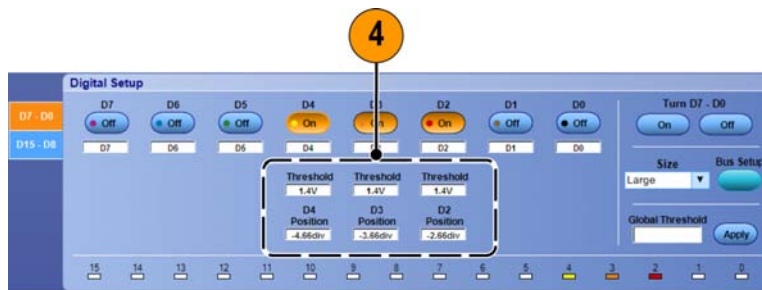 4
Digital Setup
D7 - D0
D15 - D8
D7 D6 D5 D4 D3 D2 D1 D0
Off Off Off On On On Off Off
D7 D6 D5 D4 D2 D1 D0
Threshold Threshold Threshold
1.4V 1.4V 1.4V
D4 D3 D2
Position Position Position
-4.66div -3.66div -2.66div
Turn D7 - D0
On Off
Size Bus Setup
Large
Global Threshold
Apply
15 14 13 12 11 10 9 8 7 6 5 4 3 2 1 0